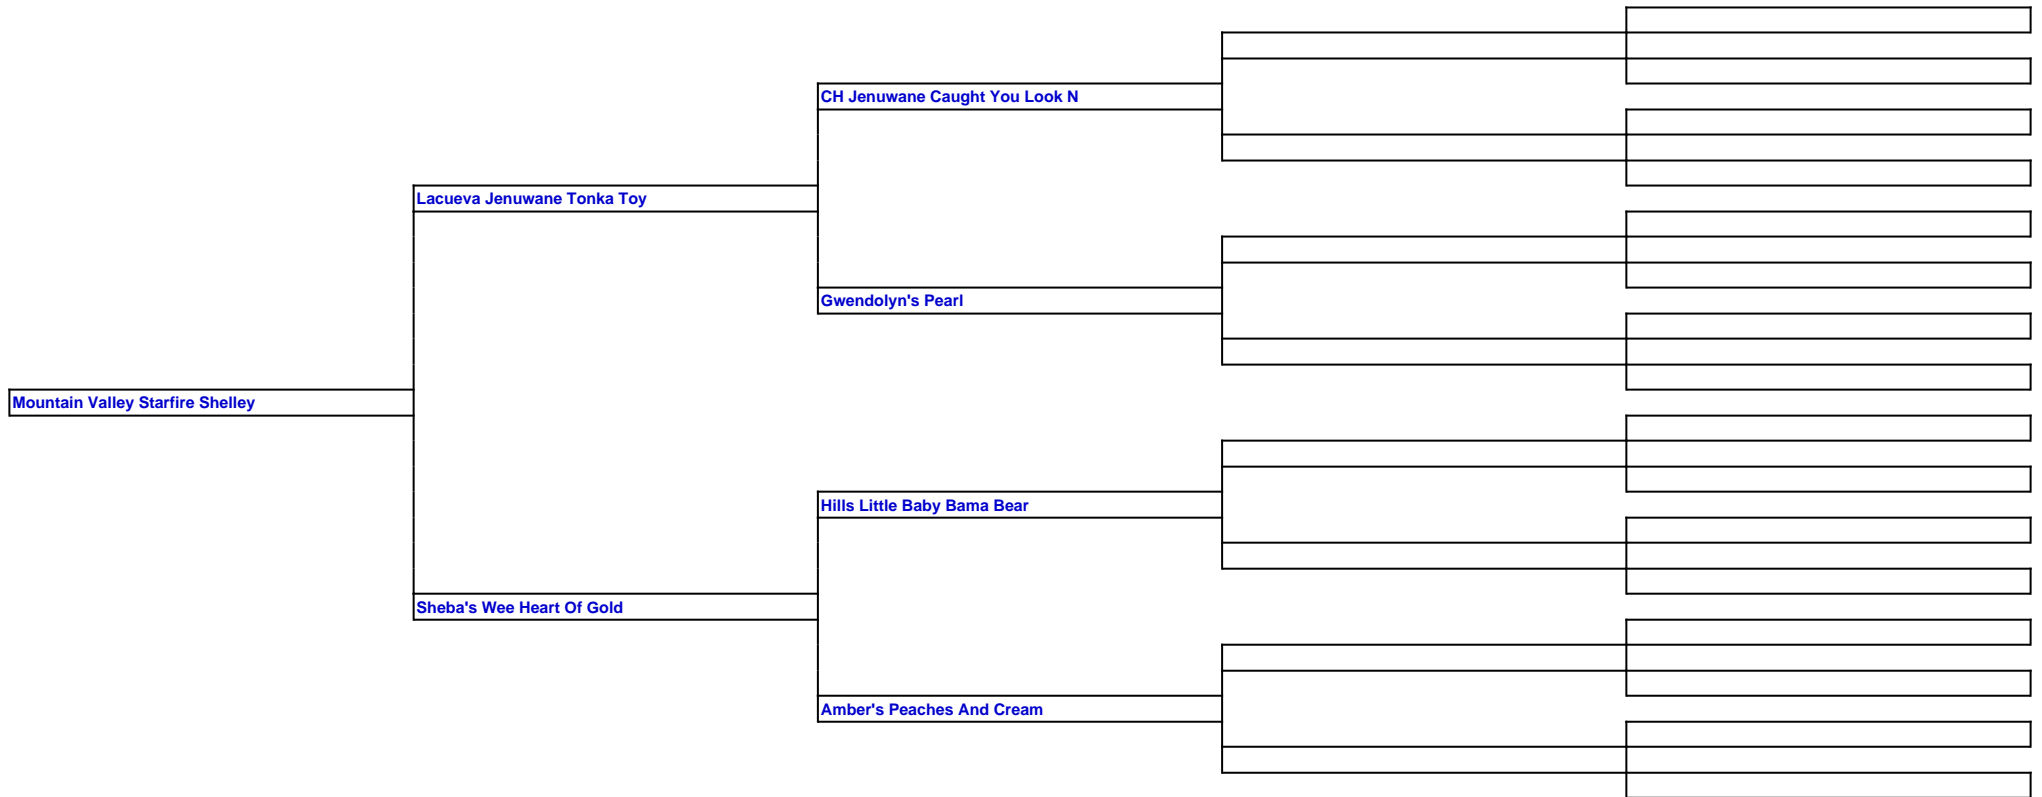 CH Jenuwane Caught You Look N
Lacueva Jenuwane Tonka Toy
Gwendolyn's Pearl
Mountain Valley Starfire Shelley
Hills Little Baby Bama Bear
Sheba's Wee Heart Of Gold
Amber's Peaches And Cream